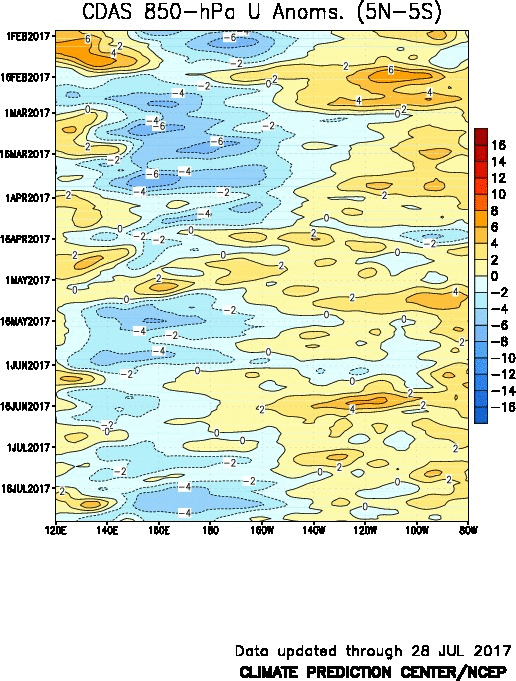 CDAS 850-hPa U Anoms. (5N-5S)
1FEB2017
16FEB2017
1MAR2017
16MAR2017
1APR2017
16APR2017
1MAY2017
16MAY2017
1JUN2017
16JUN2017
1JUL2017
16JUL2017
120E 140E 160E 180 160W 140W 120W 100W 80W
16
14
12
10
8
6
4
2
0
-2
-4
-6
-8
-10
-12
-14
-16
Data updated through 28 JUL 2017
CLIMATE PREDICTION CENTER/NCEP